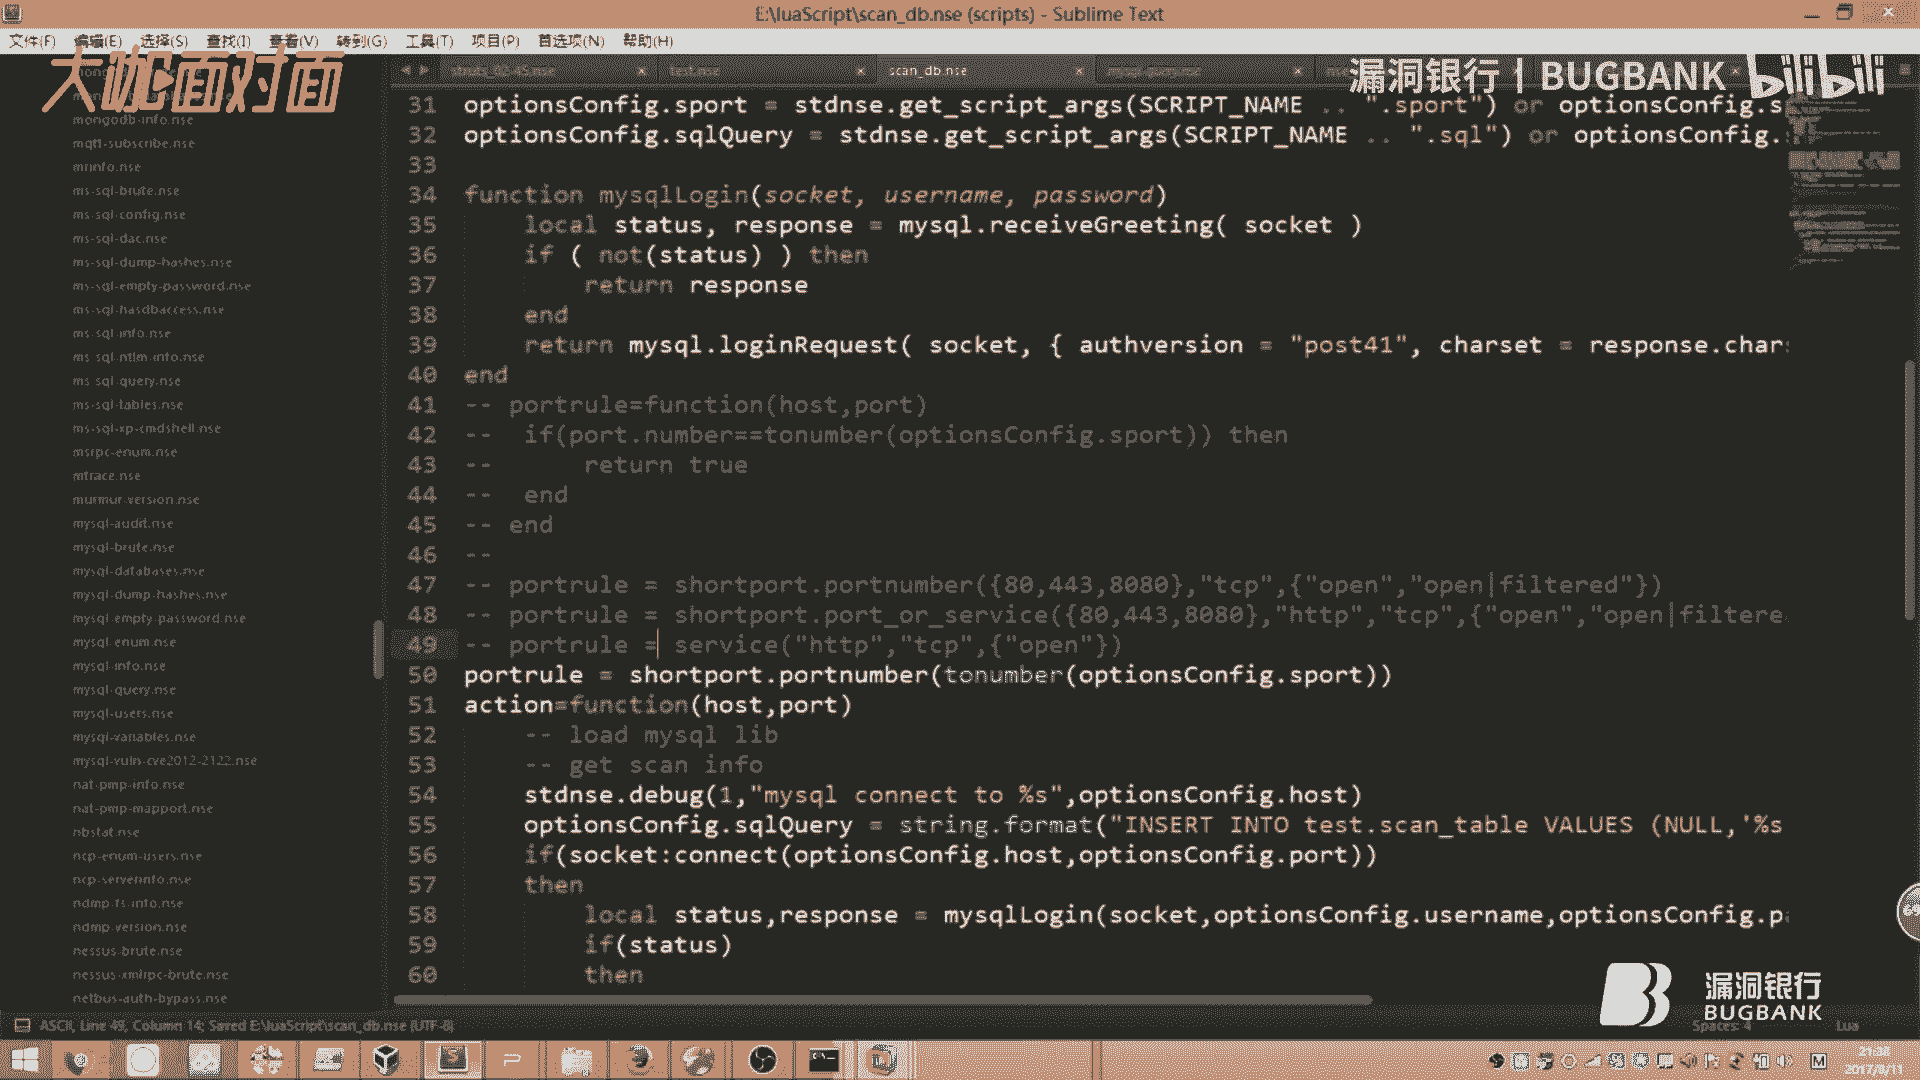 E:\luaScript\scan_db.nse (scripts) - Sublime Text
文件(F) 编辑(E) 选择(S) 查找(I) 查看(V) 转到(G) 工具(T) 项目(P) 首选项(N) 帮助(H)
大咖面对面
漏洞银行 | BUGBANK bilibili
test.nse
scan_db.nse
mysql-query.nse
mongodb-info.nse
mqtt-subscribe.nse
mrinfo.nse
ms-sql-brute.nse
ms-sql-config.nse
ms-sql-dac.nse
ms-sql-dump-hashes.nse
ms-sql-empty-password.nse
ms-sql-hasdbaccess.nse
ms-sql-info.nse
ms-sql-ntlm-info.nse
ms-sql-query.nse
ms-sql-tables.nse
ms-sql-xp-cmdshell.nse
msrpc-enum.nse
mtrace.nse
murmur-version.nse
mysql-audit.nse
mysql-brute.nse
mysql-databases.nse
mysql-dump-hashes.nse
mysql-empty-password.nse
mysql-enum.nse
mysql-info.nse
mysql-query.nse
mysql-users.nse
mysql-variables.nse
mysql-vuln-cve2012-2122.nse
nat-pmp-info.nse
nat-pmp-mapport.nse
nbstat.nse
ncp-enum-users.nse
ncp-serverinfo.nse
ndmp-fs-info.nse
ndmp-version.nse
nessus-brute.nse
nessus-xmlrpc-brute.nse
netbus-auth-bypass.nse
31 optionsConfig.sport = stdnse.get_script_args(SCRIPT_NAME .. ".sport") or optionsConfig.s
32 optionsConfig.sqlQuery = stdnse.get_script_args(SCRIPT_NAME .. ".sql") or optionsConfig.
33
34 function mysqlLogin(socket, username, password)
35 local status, response = mysql.receiveGreeting( socket )
36 if ( not(status) ) then
37 return response
38 end
39 return mysql.loginRequest( socket, { authversion = "post41", charset = response.char
40 end
41 -- portrule=function(host,port)
42 -- if(port.number==tonumber(optionsConfig.sport)) then
43 -- return true
44 -- end
45 -- end
46 --
47 -- portrule = shortport.portnumber({80,443,8080},"tcp",{"open","open|filtered"})
48 -- portrule = shortport.port_or_service({80,443,8080},"http","tcp",{"open","open|filtere
49 -- portrule = service("http","tcp",{"open"})
50 portrule = shortport.portnumber(tonumber(optionsConfig.sport))
51 action=function(host,port)
52 -- load mysql lib
53 -- get scan info
54 stdnse.debug(1,"mysql connect to %s",optionsConfig.host)
55 optionsConfig.sqlQuery = string.format("INSERT INTO test.scan_table VALUES (NULL,'%s
56 if(socket:connect(optionsConfig.host,optionsConfig.port))
57 then
58 local status,response = mysqlLogin(socket,optionsConfig.username,optionsConfig.p
59 if(status)
60 then
漏洞银行
BUGBANK
ASCII, Line 49, Column 14; Saved E:\luaScript\scan_db.nse (UTF-8)
Spaces: 4
Lua
21:38
2017/8/11